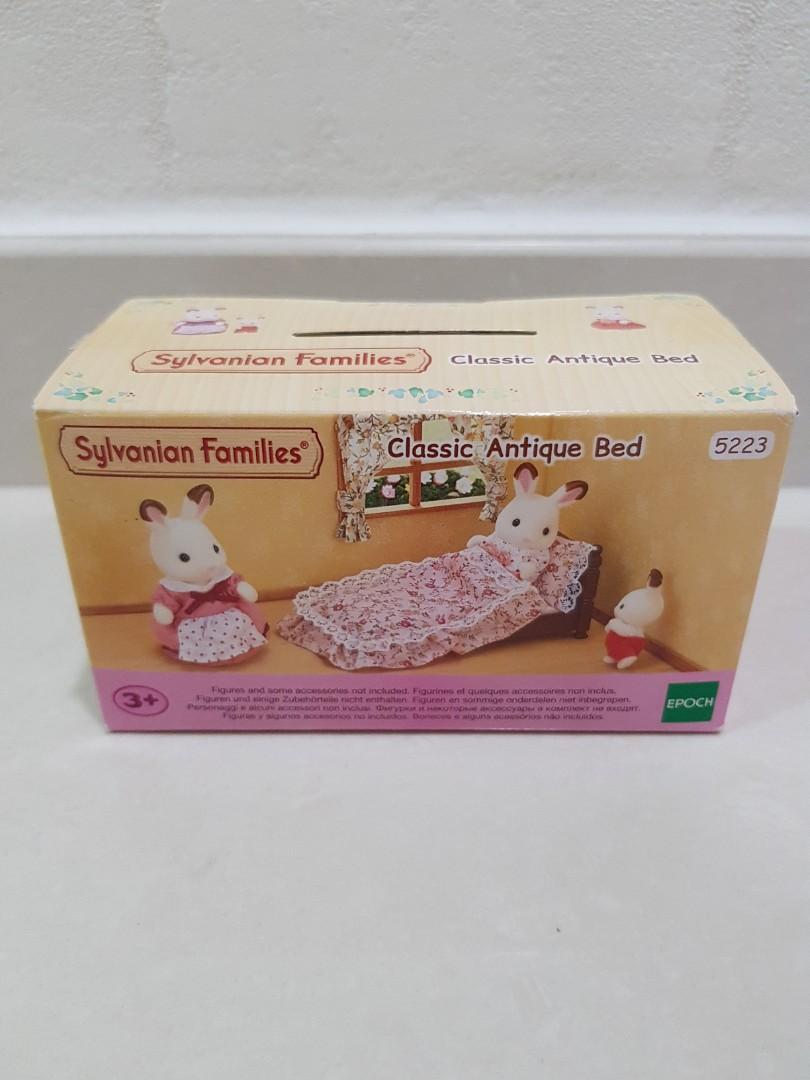 Sylvanian Families® Classic Antique Bed
Sylvanian Families® Classic Antique Bed 5223
3+
Figures and some accessories not included. Figurines et quelques accessoires non inclus.
Figuren und einige Zubehörteile nicht enthalten. Figuren en sommige onderdelen niet inbegrepen.
Personaggi e alcuni accessori non inclusi. Фигурки и некоторые аксессуары в комплект не входят.
Figuras y algunos accesorios no incluidos. Bonecos e alguns acessórios não incluídos.
EPOCH